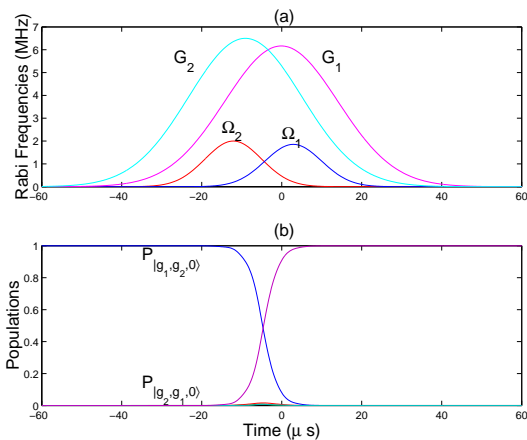 (a)
Rabi Frequencies (MHz)
7
6
5
4
3
2
1
0
G₂
G₁
Ω₂
Ω₁
−60 −40 −20 0 20 40 60
(b)
Populations
1
0.8
0.6
0.4
0.2
0
P|g₁,g₂,0⟩
P|g₂,g₁,0⟩
−60 −40 −20 0 20 40 60
Time (μ s)